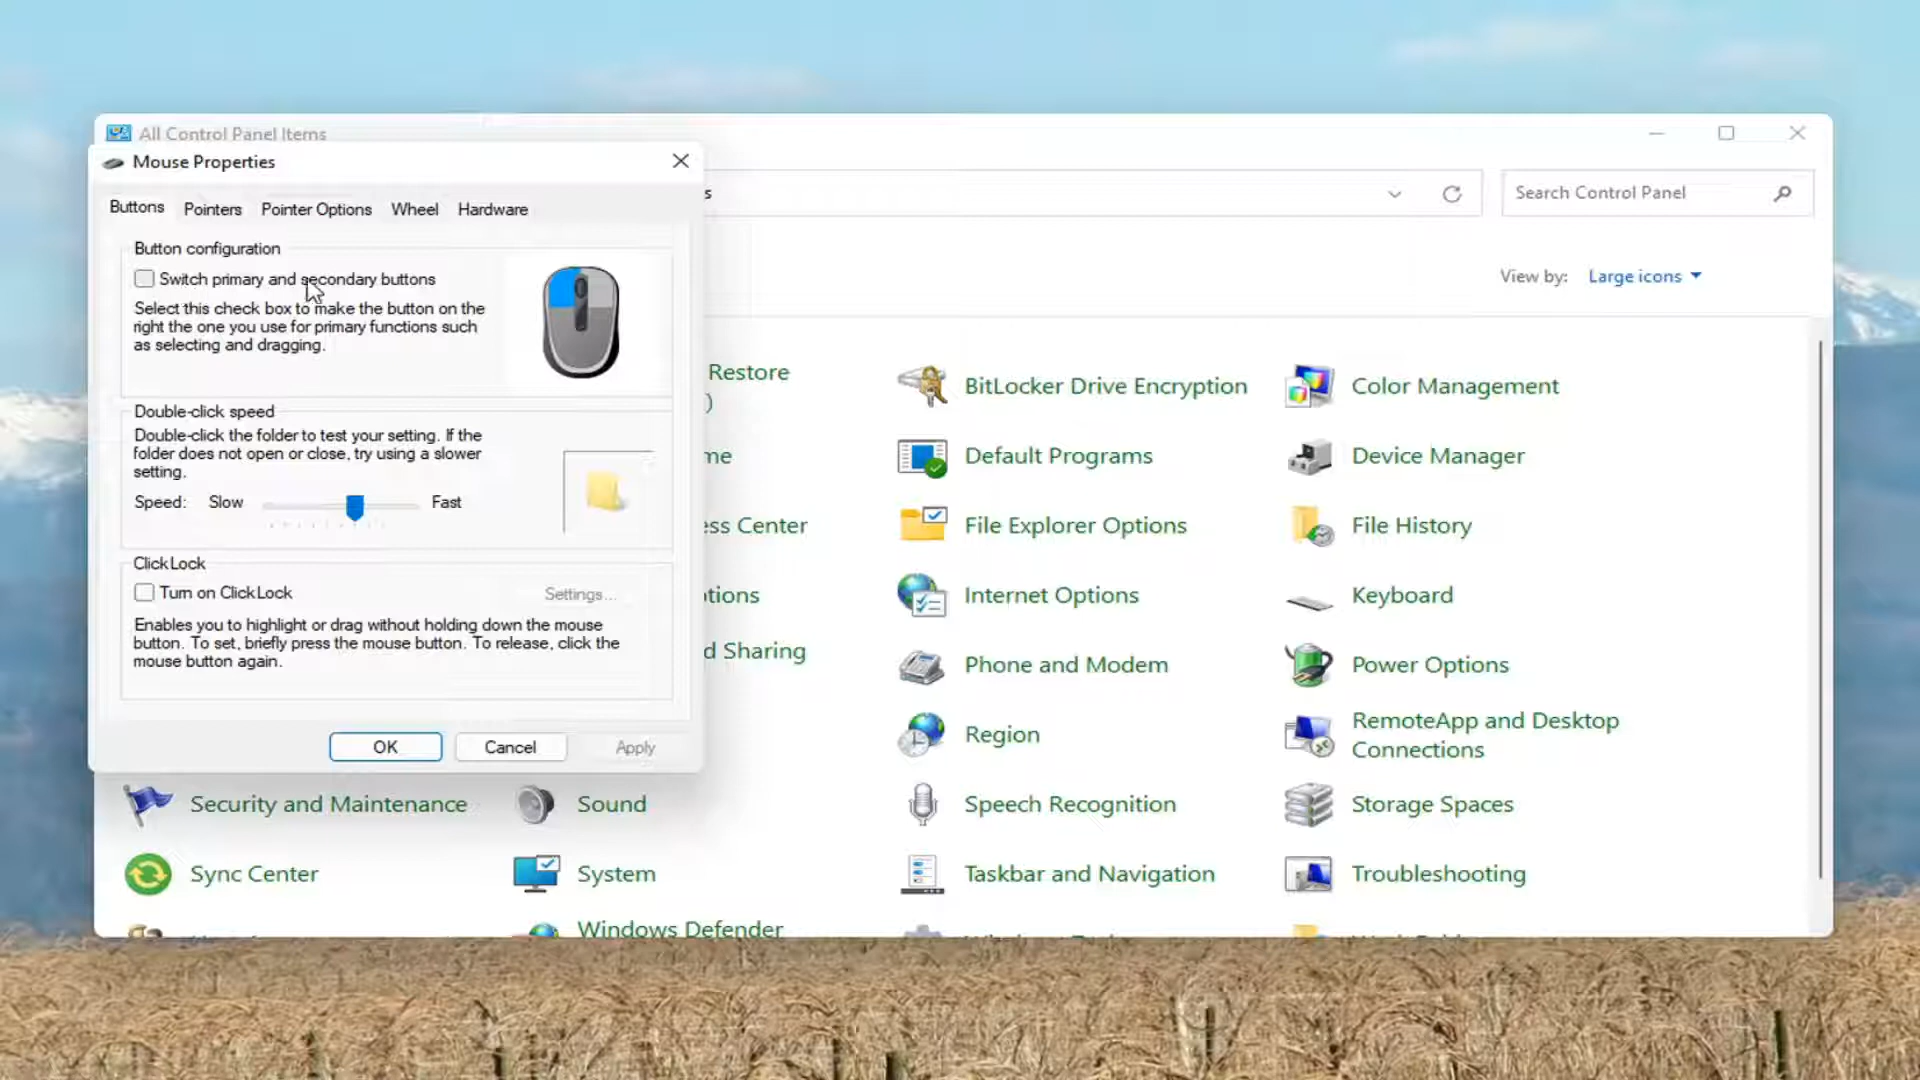 All Control Panel Items
Mouse Properties
s
Search Control Panel
Buttons
Pointers
Pointer Options
Wheel
Hardware
Button configuration
Switch primary and secondary buttons
Select this check box to make the button on the
right the one you use for primary functions such
as selecting and dragging.
View by:
Large icons
Double-click speed
Double-click the folder to test your setting. If the
folder does not open or close, try using a slower
setting.
Speed:
Slow
Fast
ClickLock
Turn on ClickLock
Settings...
Enables you to highlight or drag without holding down the mouse
button. To set, briefly press the mouse button. To release, click the
mouse button again.
OK
Cancel
Apply
Restore
)
BitLocker Drive Encryption
Color Management
me
Default Programs
Device Manager
ess Center
File Explorer Options
File History
otions
Internet Options
Keyboard
d Sharing
Phone and Modem
Power Options
Region
RemoteApp and Desktop
Connections
Security and Maintenance
Sound
Speech Recognition
Storage Spaces
Sync Center
System
Taskbar and Navigation
Troubleshooting
Windows Defender